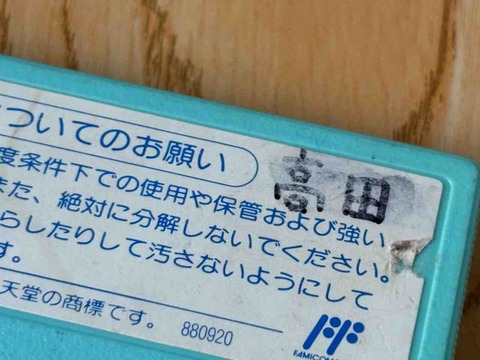 ついてのお願い
高田
度条件下での使用や保管および強い
また、絶対に分解しないでください。
らしたりして汚さないようにして
す。
天堂の商標です。 880920
FAMICOM